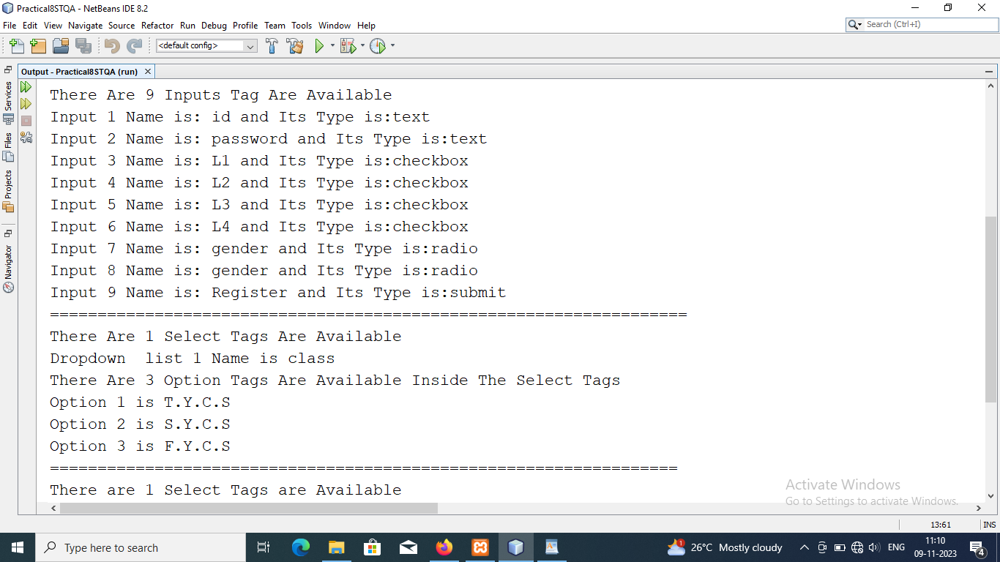 Practical8STQA - NetBeans IDE 8.2
File Edit View Navigate Source Refactor Run Debug Profile Team Tools Window Help
Search (Ctrl+I)
<default config>
Output - Practical8STQA (run)
Services
Files
Projects
Navigator
There Are 9 Inputs Tag Are Available
Input 1 Name is: id and Its Type is:text
Input 2 Name is: password and Its Type is:text
Input 3 Name is: L1 and Its Type is:checkbox
Input 4 Name is: L2 and Its Type is:checkbox
Input 5 Name is: L3 and Its Type is:checkbox
Input 6 Name is: L4 and Its Type is:checkbox
Input 7 Name is: gender and Its Type is:radio
Input 8 Name is: gender and Its Type is:radio
Input 9 Name is: Register and Its Type is:submit
===================================================================
There Are 1 Select Tags Are Available
Dropdown  list 1 Name is class
There Are 3 Option Tags Are Available Inside The Select Tags
Option 1 is T.Y.C.S
Option 2 is S.Y.C.S
Option 3 is F.Y.C.S
==================================================================
There are 1 Select Tags are Available
Activate Windows
Go to Settings to activate Windows.
13:61
INS
Type here to search
1
26°C Mostly cloudy
ENG
11:10
09-11-2023
4